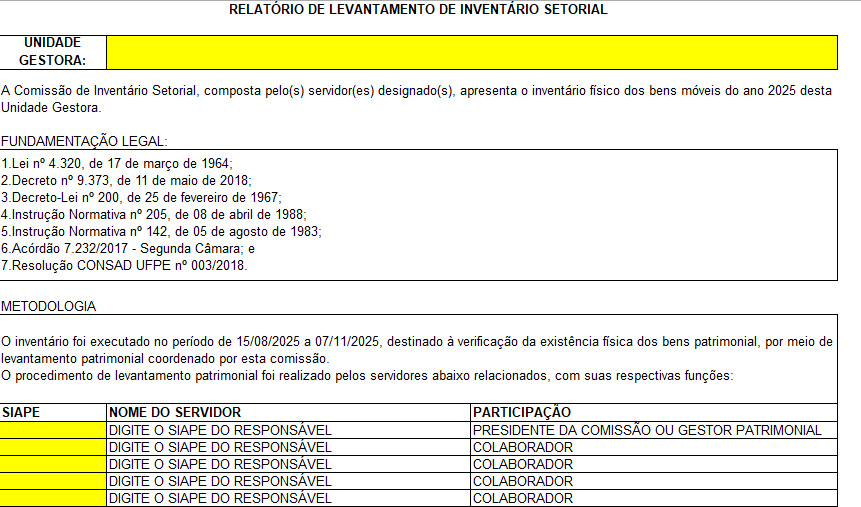 RELATÓRIO DE LEVANTAMENTO DE INVENTÁRIO SETORIAL
UNIDADE
GESTORA:
A Comissão de Inventário Setorial, composta pelo(s) servidor(es) designado(s), apresenta o inventário físico dos bens móveis do ano 2025 desta
Unidade Gestora.
FUNDAMENTAÇÃO LEGAL:
1.Lei nº 4.320, de 17 de março de 1964;
2.Decreto nº 9.373, de 11 de maio de 2018;
3.Decreto-Lei nº 200, de 25 de fevereiro de 1967;
4.Instrução Normativa nº 205, de 08 de abril de 1988;
5.Instrução Normativa nº 142, de 05 de agosto de 1983;
6.Acórdão 7.232/2017 - Segunda Câmara; e
7.Resolução CONSAD UFPE nº 003/2018.
METODOLOGIA
O inventário foi executado no período de 15/08/2025 a 07/11/2025, destinado à verificação da existência física dos bens patrimonial, por meio de
levantamento patrimonial coordenado por esta comissão.
O procedimento de levantamento patrimonial foi realizado pelos servidores abaixo relacionados, com suas respectivas funções:
SIAPE NOME DO SERVIDOR PARTICIPAÇÃO
DIGITE O SIAPE DO RESPONSÁVEL PRESIDENTE DA COMISSÃO OU GESTOR PATRIMONIAL
DIGITE O SIAPE DO RESPONSÁVEL COLABORADOR
DIGITE O SIAPE DO RESPONSÁVEL COLABORADOR
DIGITE O SIAPE DO RESPONSÁVEL COLABORADOR
DIGITE O SIAPE DO RESPONSÁVEL COLABORADOR